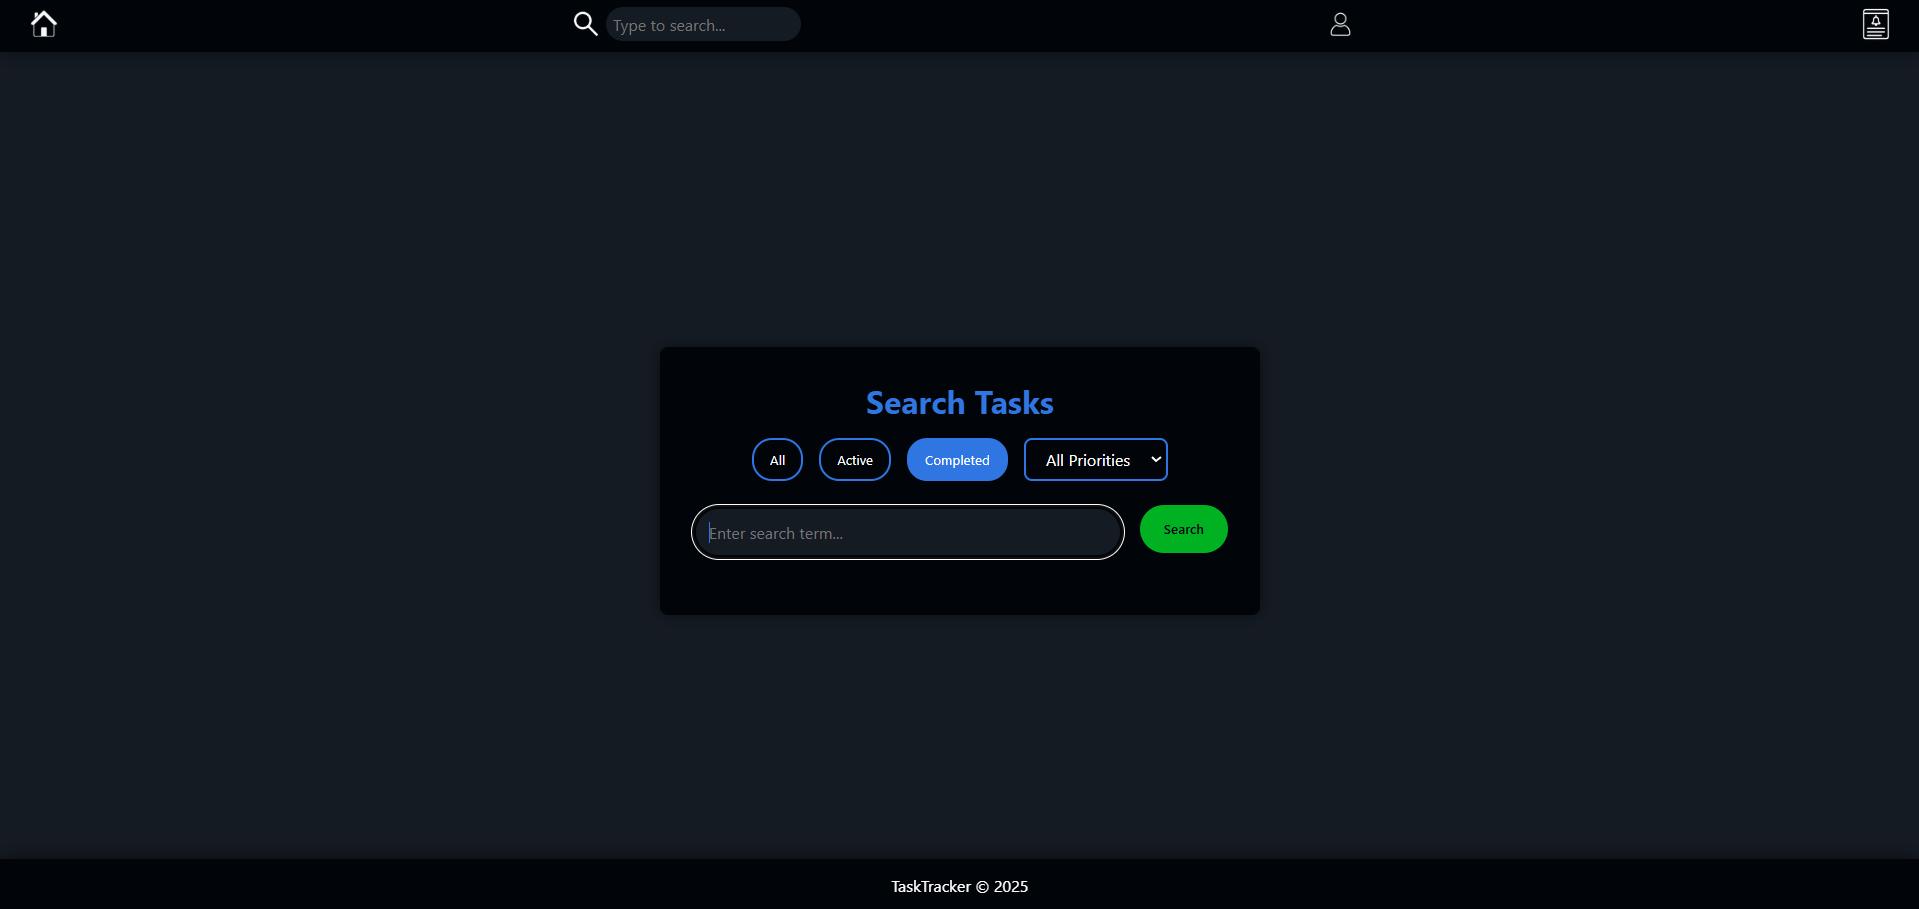 Type to search...
Search Tasks
All Active Completed All Priorities
Enter search term... Search
TaskTracker © 2025